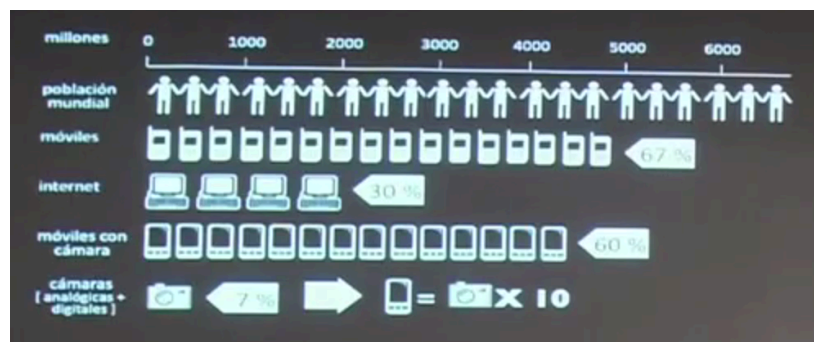 millones 0 1000 2000 3000 4000 5000 6000
población
mundial
móviles 67 %
internet 30 %
móviles con
cámara 60 %
cámaras
[ analógicas +
digitales ] 7 % = X 10